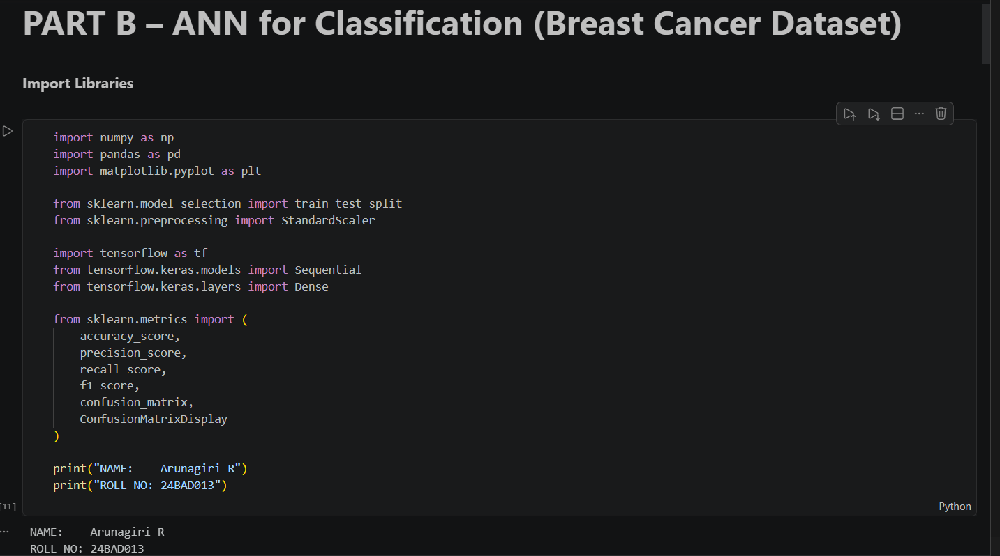 PART B – ANN for Classification (Breast Cancer Dataset)
Import Libraries
import numpy as np
import pandas as pd
import matplotlib.pyplot as plt
from sklearn.model_selection import train_test_split
from sklearn.preprocessing import StandardScaler
import tensorflow as tf
from tensorflow.keras.models import Sequential
from tensorflow.keras.layers import Dense
from sklearn.metrics import (
    accuracy_score,
    precision_score,
    recall_score,
    f1_score,
    confusion_matrix,
    ConfusionMatrixDisplay
)
print("NAME:    Arunagiri R")
print("ROLL NO: 24BAD013")
[11]
Python
NAME:    Arunagiri R
ROLL NO: 24BAD013